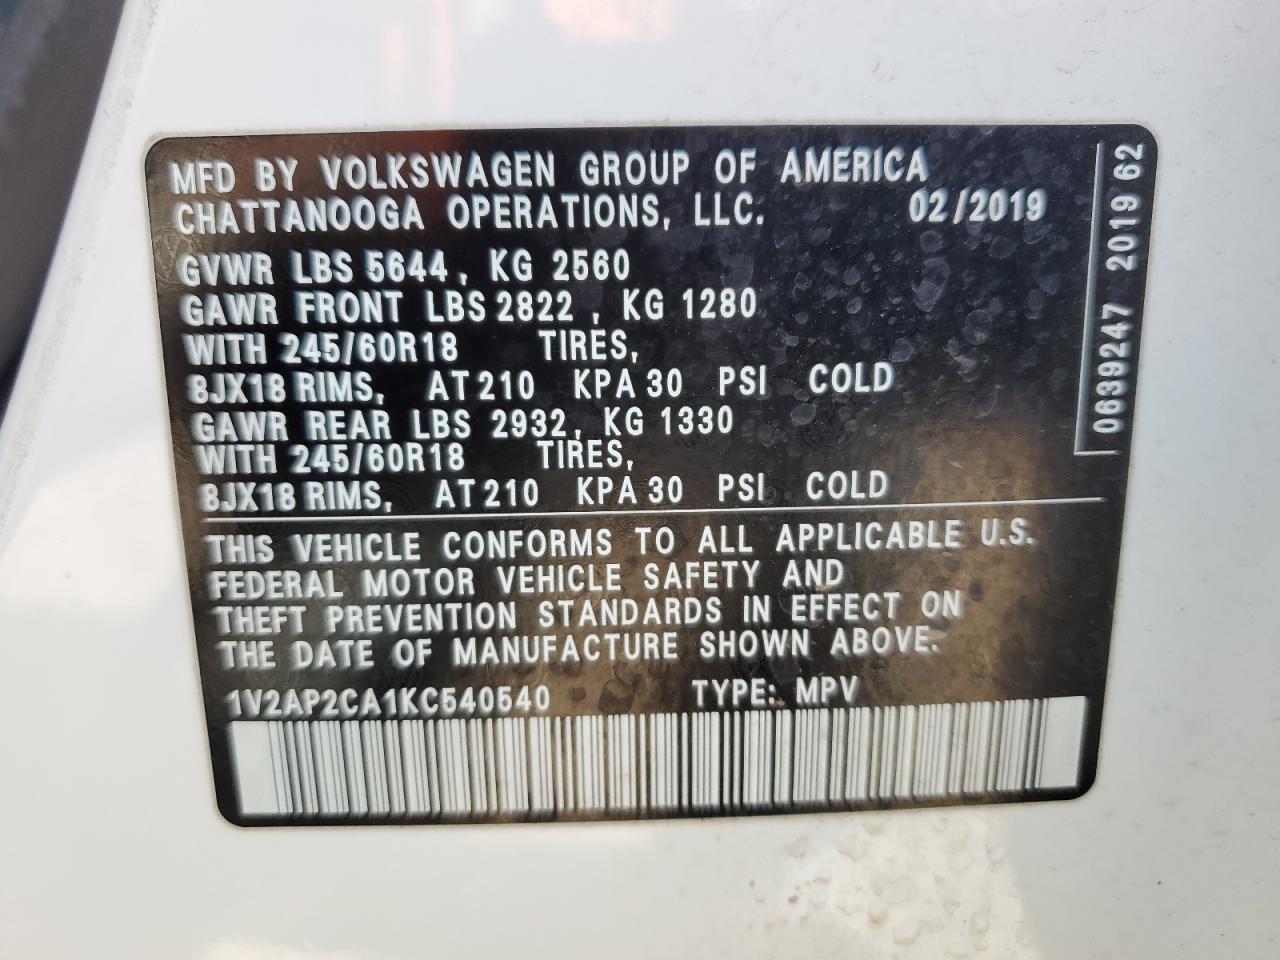 MFD BY VOLKSWAGEN GROUP OF AMERICA
CHATTANOOGA OPERATIONS, LLC. 02/2019
GVWR LBS 5644, KG 2560
GAWR FRONT LBS 2822 , KG 1280
WITH 245/60R18 TIRES,
8JX18 RIMS, AT 210 KPA 30 PSI COLD
GAWR REAR LBS 2932, KG 1330
WITH 245/60R18 TIRES,
8JX18 RIMS, AT 210 KPA 30 PSI COLD
THIS VEHICLE CONFORMS TO ALL APPLICABLE U.S.
FEDERAL MOTOR VEHICLE SAFETY AND
THEFT PREVENTION STANDARDS IN EFFECT ON
THE DATE OF MANUFACTURE SHOWN ABOVE.
1V2AP2CA1KC540540 TYPE: MPV
0639247 2019 62